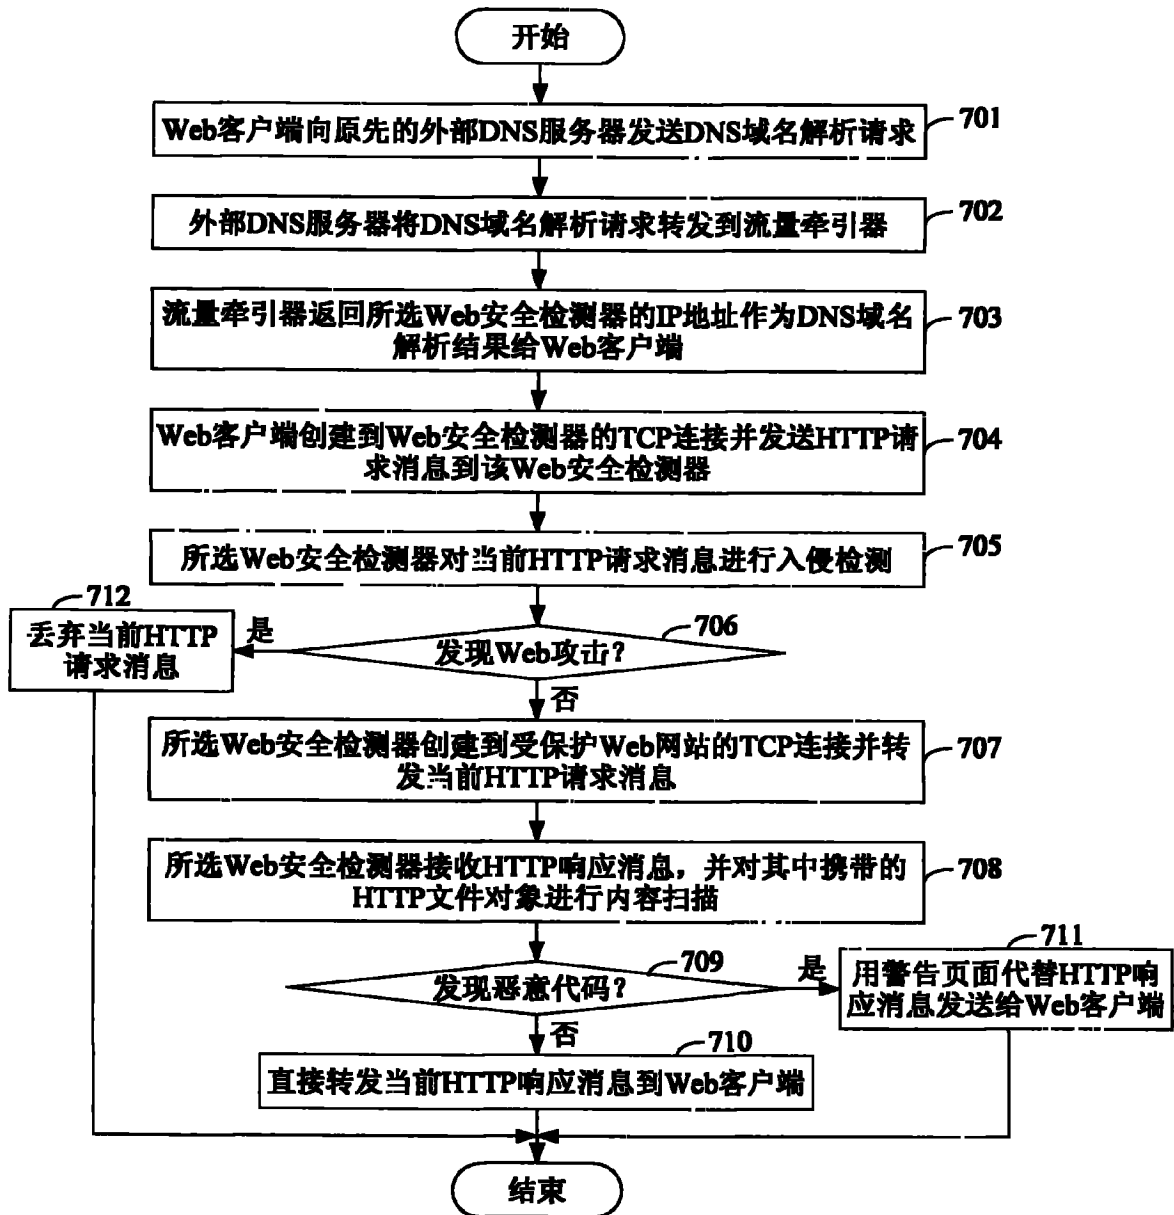 开始
Web客户端向原先的外部DNS服务器发送DNS域名解析请求
701
外部DNS服务器将DNS域名解析请求转发到流量牵引器
702
流量牵引器返回所选Web安全检测器的IP地址作为DNS域名
解析结果给Web客户端
703
Web客户端创建到Web安全检测器的TCP连接并发送HTTP请
求消息到该Web安全检测器
704
所选Web安全检测器对当前HTTP请求消息进行入侵检测
705
712
丢弃当前HTTP
请求消息
是
发现Web攻击?
706
否
所选Web安全检测器创建到受保护Web网站的TCP连接并转
发当前HTTP请求消息
707
所选Web安全检测器接收HTTP响应消息，并对其中携带的
HTTP文件对象进行内容扫描
708
发现恶意代码?
709
是
711
用警告页面代替HTTP响
应消息发送给Web客户端
否
710
直接转发当前HTTP响应消息到Web客户端
结束